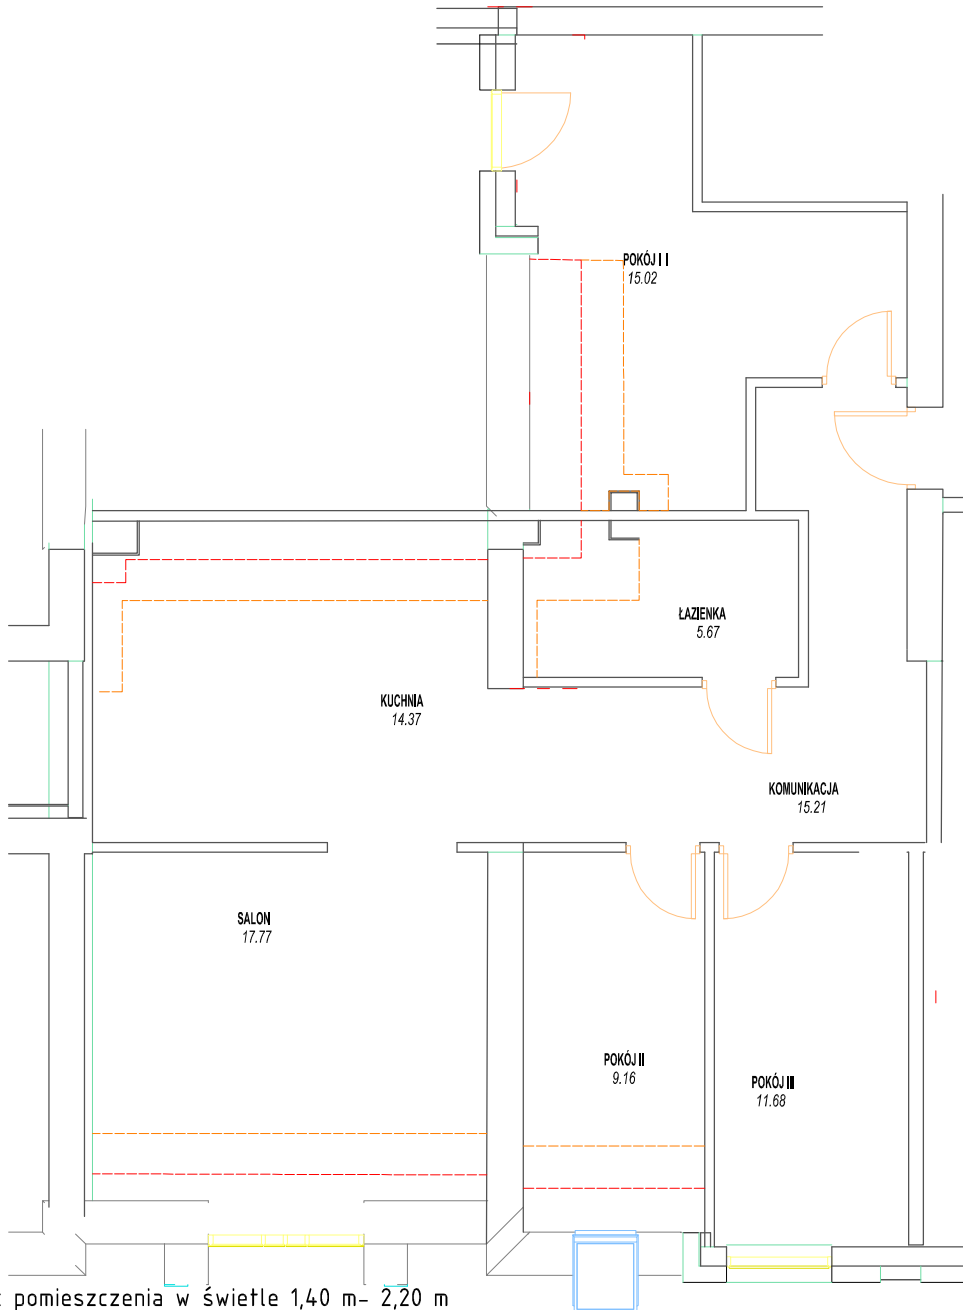 POKÓJ I I
15.02
ŁAZIENKA
5.67
KUCHNIA
14.37
KOMUNIKACJA
15.21
SALON
17.77
POKÓJ II
9.16
POKÓJ III
11.68
: pomieszczenia w świetle 1,40 m- 2,20 m